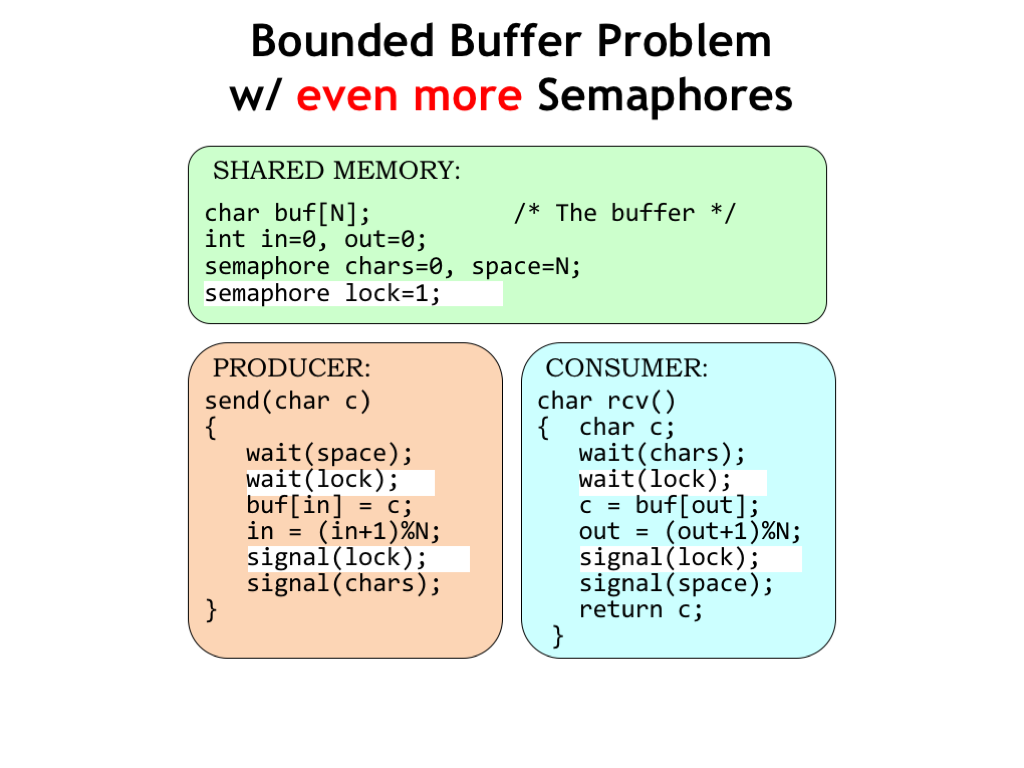 Bounded Buffer Problem
w/ even more Semaphores
SHARED MEMORY:
char buf[N];          /* The buffer */
int in=0, out=0;
semaphore chars=0, space=N;
semaphore lock=1;
PRODUCER:
send(char c)
{
   wait(space);
   wait(lock);
   buf[in] = c;
   in = (in+1)%N;
   signal(lock);
   signal(chars);
}
CONSUMER:
char rcv()
{  char c;
   wait(chars);
   wait(lock);
   c = buf[out];
   out = (out+1)%N;
   signal(lock);
   signal(space);
   return c;
 }